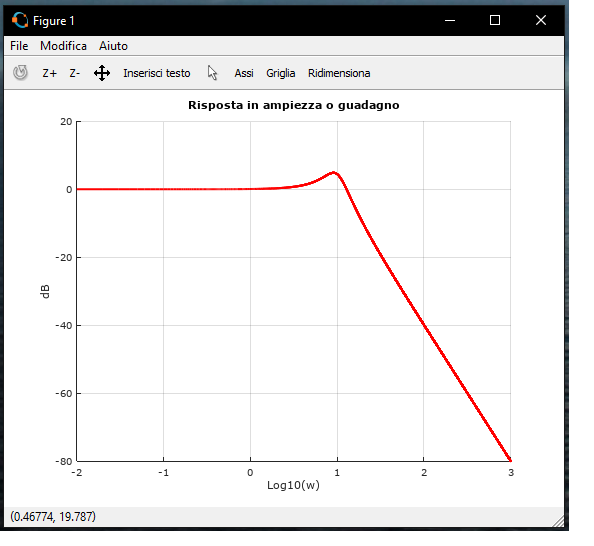 Figure 1
File Modifica Aiuto
Z+ Z- Inserisci testo Assi Griglia Ridimensiona
Risposta in ampiezza o guadagno
20
0
-20
-40
-60
-80
dB
-2 -1 0 1 2 3
Log10(w)
(0.46774, 19.787)